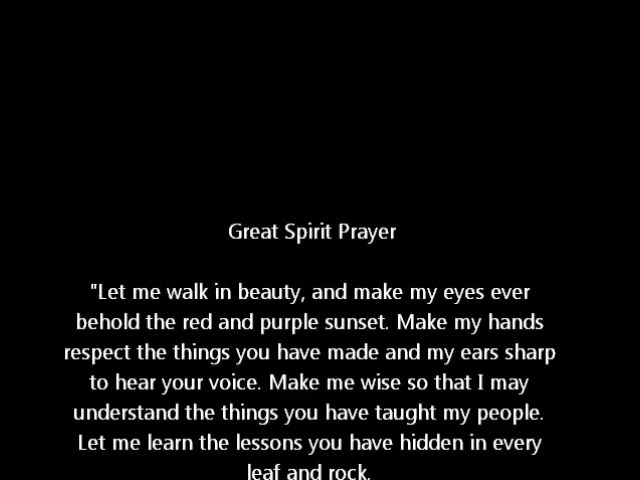 Great Spirit Prayer
"Let me walk in beauty, and make my eyes ever
behold the red and purple sunset. Make my hands
respect the things you have made and my ears sharp
to hear your voice. Make me wise so that I may
understand the things you have taught my people.
Let me learn the lessons you have hidden in every
leaf and rock.